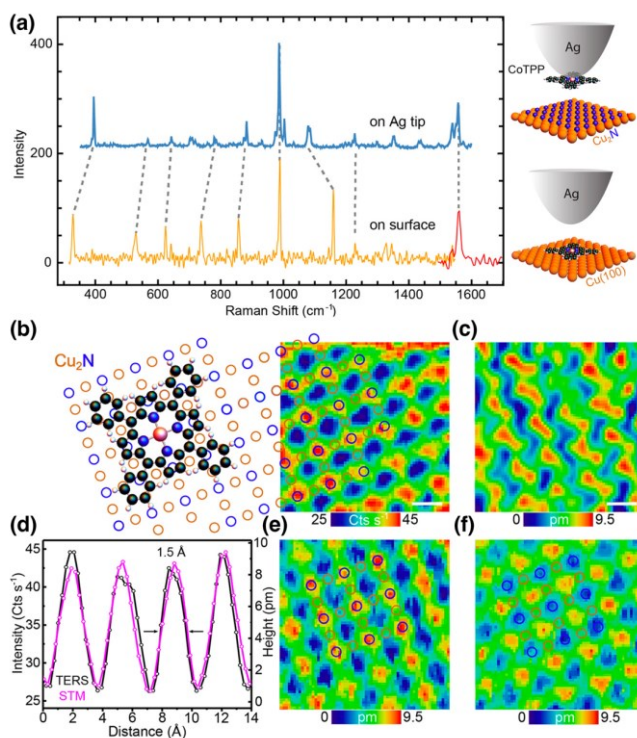 (a)
400
200
0
Intensity
on Ag tip
on surface
400 600 800 1000 1200 1400 1600
Raman Shift (cm⁻¹)
Ag
CoTPP
Cu₂N
Ag
Cu(100)
(b)
Cu₂N
25 Cts s⁻¹ 45
(c)
0 pm 9.5
(d)
45
40
35
30
25
Intensity (Cts s⁻¹)
1.5 Å
TERS
STM
10
8
6
4
2
0
Height (pm)
0 2 4 6 8 10 12 14
Distance (Å)
(e)
0 pm 9.5
(f)
0 pm 9.5